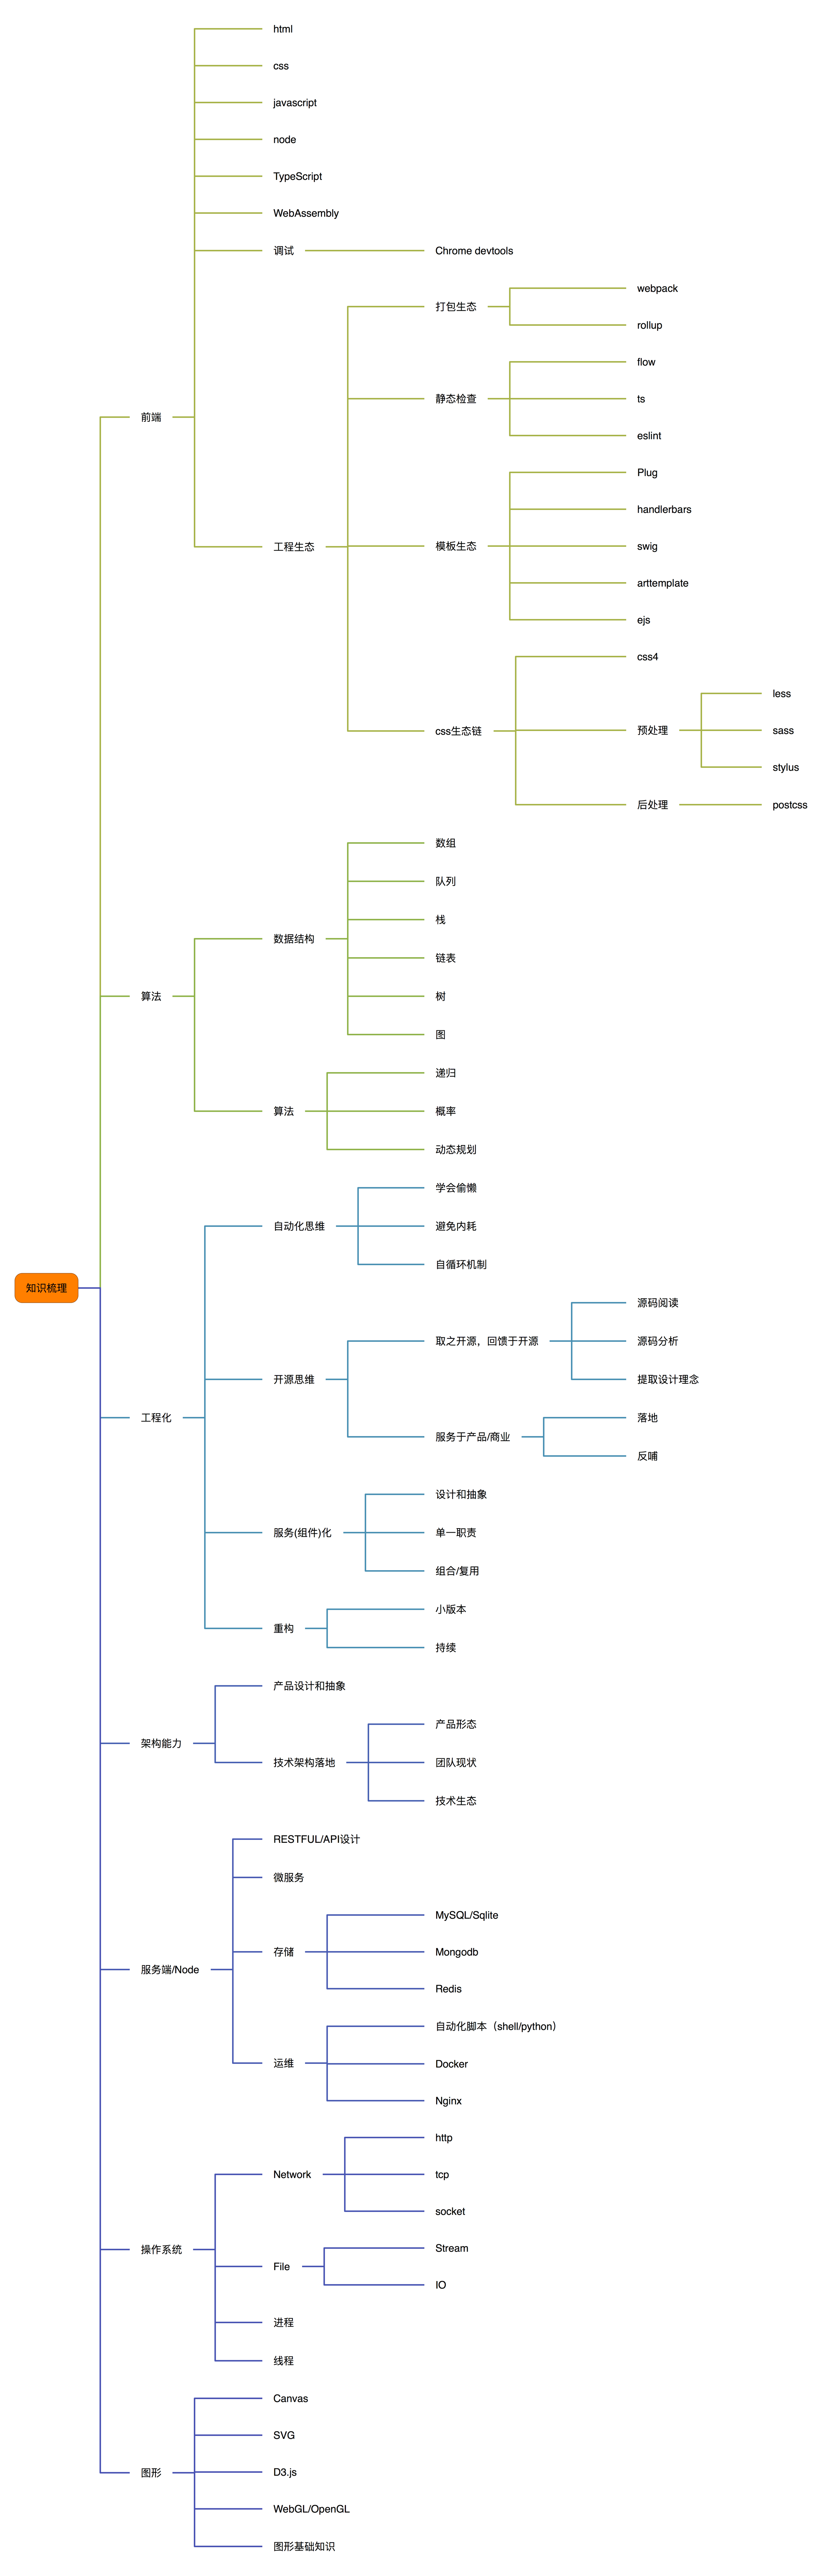 html
css
javascript
node
TypeScript
WebAssembly
调试
Chrome devtools
webpack
打包生态
rollup
flow
静态检查
ts
eslint
前端
Plug
handlerbars
工程生态
模板生态
swig
arttemplate
ejs
css4
less
css生态链
预处理
sass
stylus
后处理
postcss
数组
队列
栈
数据结构
链表
树
图
算法
递归
算法
概率
动态规划
学会偷懒
自动化思维
避免内耗
自循环机制
知识梳理
源码阅读
取之开源，回馈于开源
源码分析
开源思维
提取设计理念
工程化
落地
服务于产品/商业
反哺
设计和抽象
服务(组件)化
单一职责
组合/复用
小版本
重构
持续
产品设计和抽象
架构能力
产品形态
技术架构落地
团队现状
技术生态
RESTFUL/API设计
微服务
MySQL/Sqlite
存储
Mongodb
服务端/Node
Redis
自动化脚本（shell/python）
运维
Docker
Nginx
http
Network
tcp
socket
操作系统
Stream
File
IO
进程
线程
Canvas
SVG
图形
D3.js
WebGL/OpenGL
图形基础知识